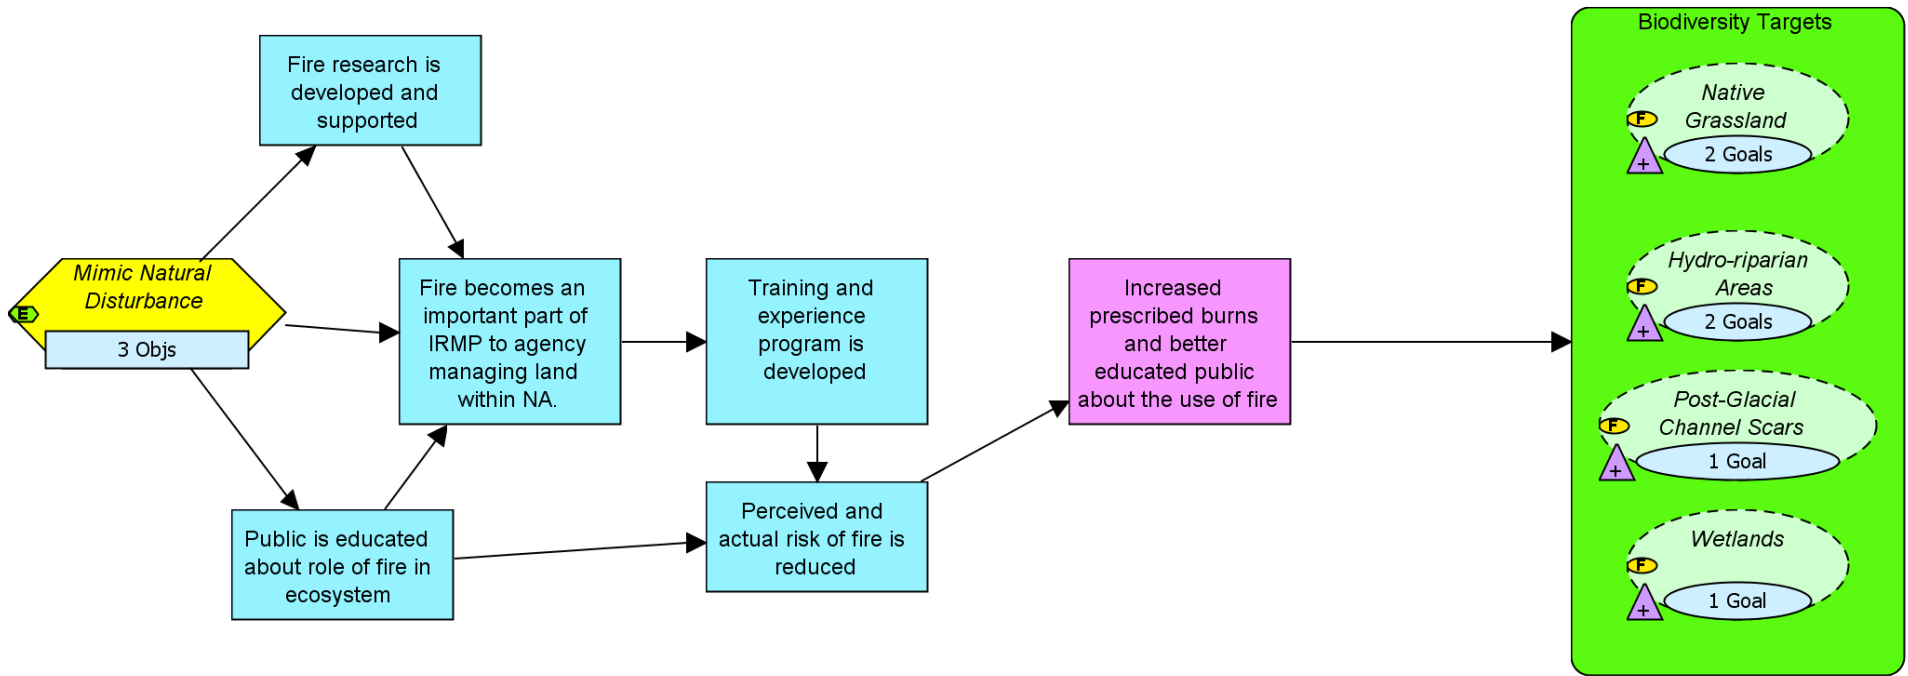 Biodiversity Targets
Fire research is
developed and
supported
Native
Grassland
F
+
2 Goals
Mimic Natural
Disturbance
E
3 Objs
Fire becomes an
important part of
IRMP to agency
managing land
within NA.
Training and
experience
program is
developed
Increased
prescribed burns
and better
educated public
about the use of fire
Hydro-riparian
Areas
F
+
2 Goals
Post-Glacial
Channel Scars
F
+
1 Goal
Public is educated
about role of fire in
ecosystem
Perceived and
actual risk of fire is
reduced
Wetlands
F
+
1 Goal